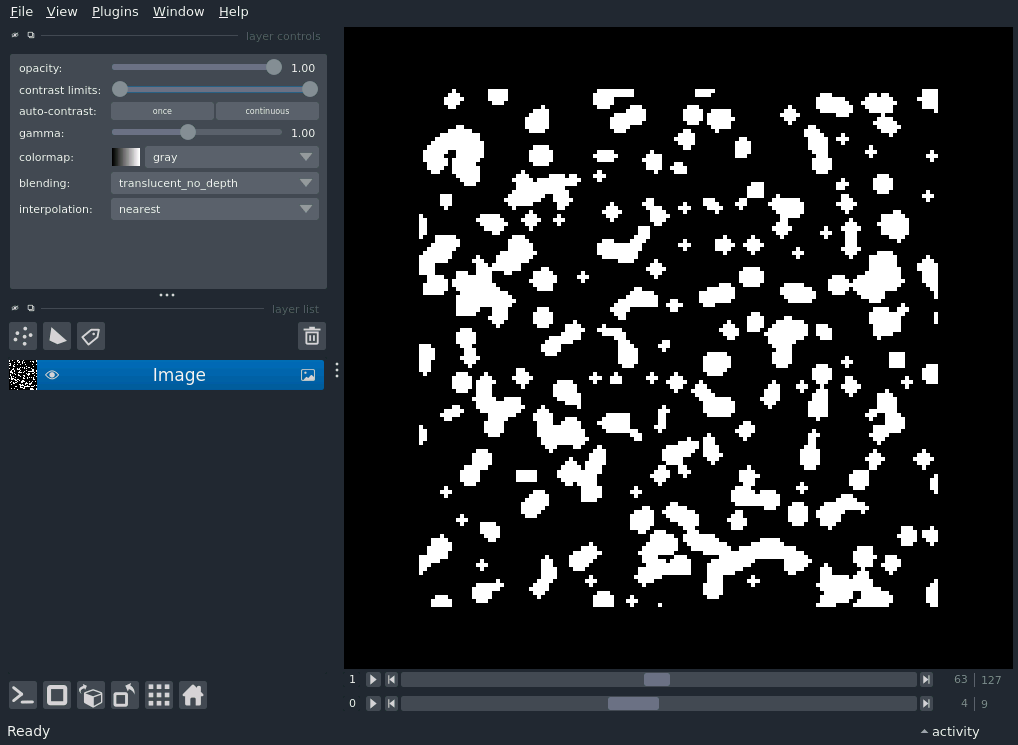 File View Plugins Window Help
layer controls
opacity: 1.00
contrast limits:
auto-contrast: once continuous
gamma: 1.00
colormap: gray
blending: translucent_no_depth
interpolation: nearest
layer list
Image
1 63 127
0 4 9
Ready activity